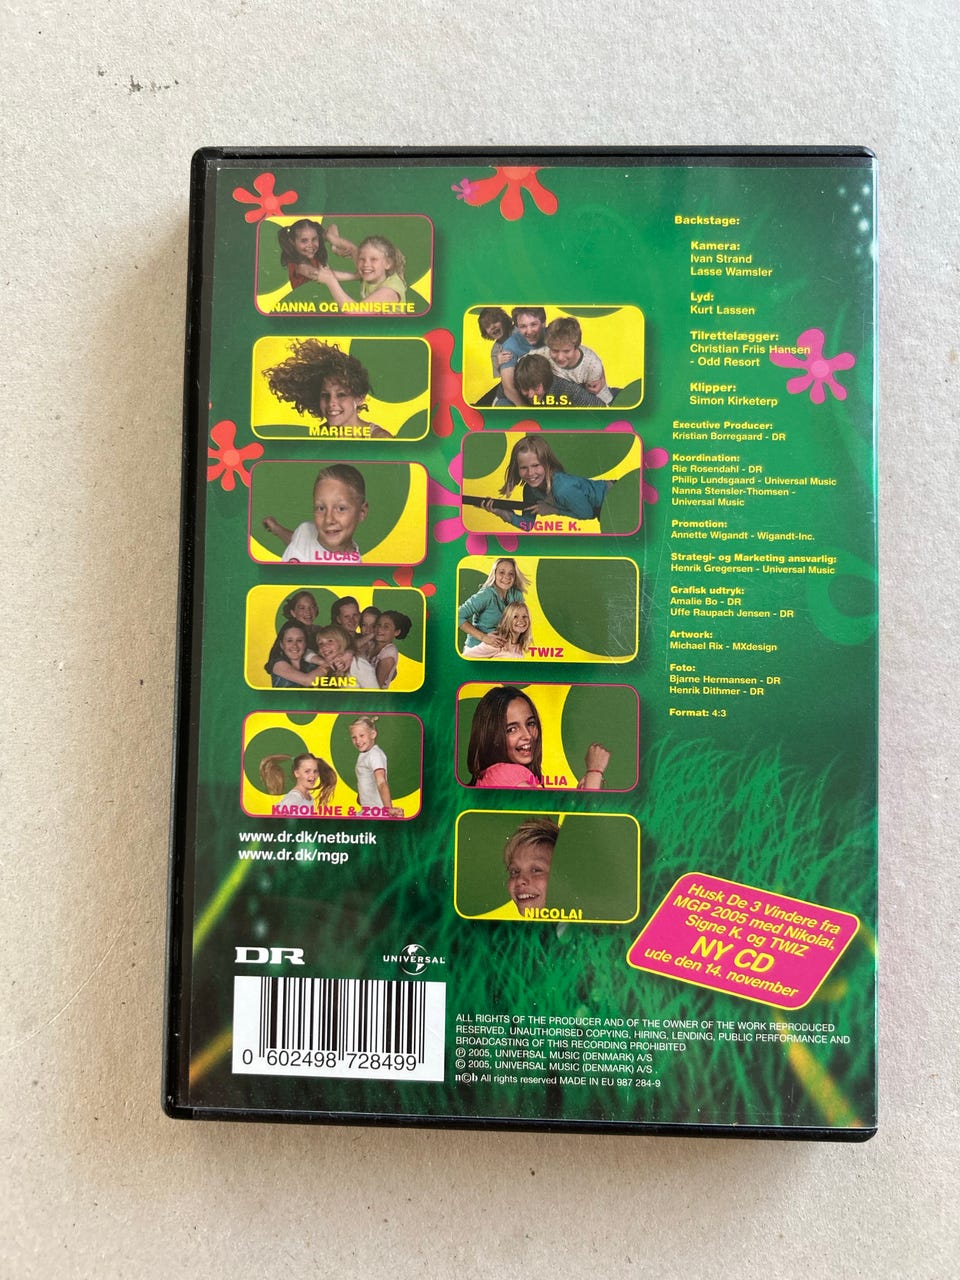 NANNA OG ANNISETTE
MARIEKE
LUCAS
JEANS
KAROLINE & ZOE
www.dr.dk/netbutik
www.dr.dk/mgp
L.B.S.
SIGNE K.
TWIZ
JULIA
NICOLAI
Backstage:
Kamera:
Ivan Strand
Lasse Wamsler
Lyd:
Kurt Lassen
Tilrettelfægger:
Christian Friis Hansen
- Odd Resort
Klipper:
Simon Kirketerp
Executive Producer:
Kristian Borregaard - DR
Koordination:
Rie Rosendahl - DR
Philip Lundsgaard - Universal Music
Nanna Stensler-Thomsen -
Universal Music
Promotion:
Annette Wigandt - Wigandt-Inc.
Strategi- og Marketing ansvarlig:
Henrik Gregersen - Universal Music
Grafisk udtryk:
Amalie Bo - DR
Uffe Raupach Jensen - DR
Artwork:
Michael Rix - MXdesign
Foto:
Bjarne Hermansen - DR
Henrik Dithmer - DR
Format: 4:3
Husk De 3 Vindere fra
MGP 2005 med Nikolai,
Signe K. og TWIZ
NY CD
ude den 14. november
DR
UNIVERSAL
0 602498 728499
ALL RIGHTS OF THE PRODUCER AND OF THE OWNER OF THE WORK REPRODUCED
RESERVED. UNAUTHORISED COPYING, HIRING, LENDING, PUBLIC PERFORMANCE AND
BROADCASTING OF THIS RECORDING PROHIBITED
℗ 2005, UNIVERSAL MUSIC (DENMARK) A/S
© 2005, UNIVERSAL MUSIC (DENMARK) A/S .
n©b All rights reserved MADE IN EU 987 284-9